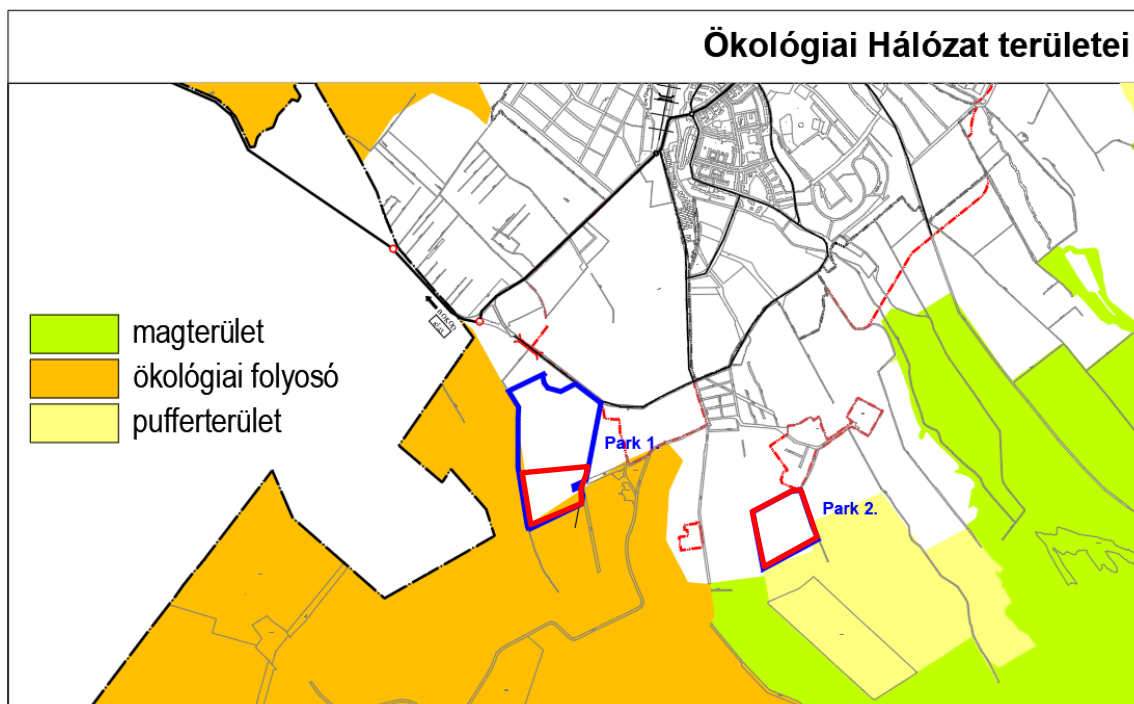 Ökológiai Hálózat területei
magterület
ökológiai folyosó
pufferterület
Park 1.
Park 2.